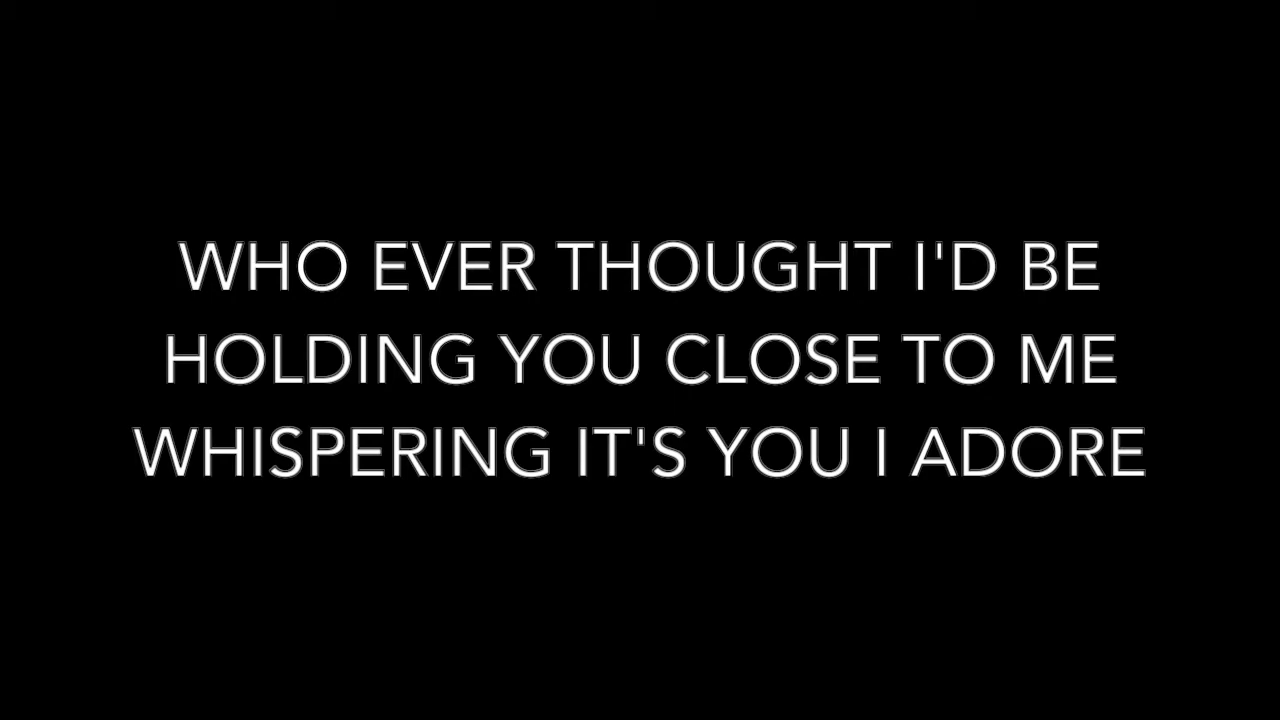 WHO EVER THOUGHT I'D BE
HOLDING YOU CLOSE TO ME
WHISPERING IT'S YOU I ADORE